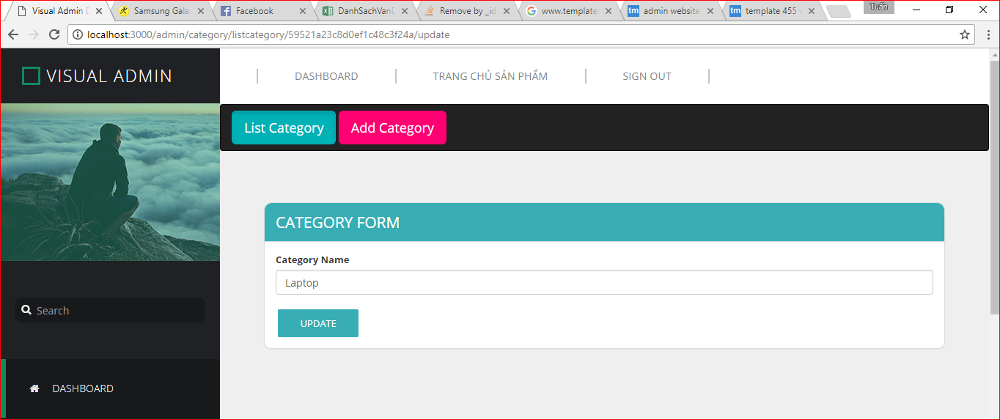 Visual Admin D
Samsung Gala
Facebook
DanhSachVanD
Remove by _id
www.templatem
admin website
template 455 v
Tuấn
localhost:3000/admin/category/listcategory/59521a23c8d0ef1c48c3f24a/update
VISUAL ADMIN
DASHBOARD
TRANG CHỦ SẢN PHẨM
SIGN OUT
List Category
Add Category
CATEGORY FORM
Category Name
Laptop
UPDATE
Search
DASHBOARD